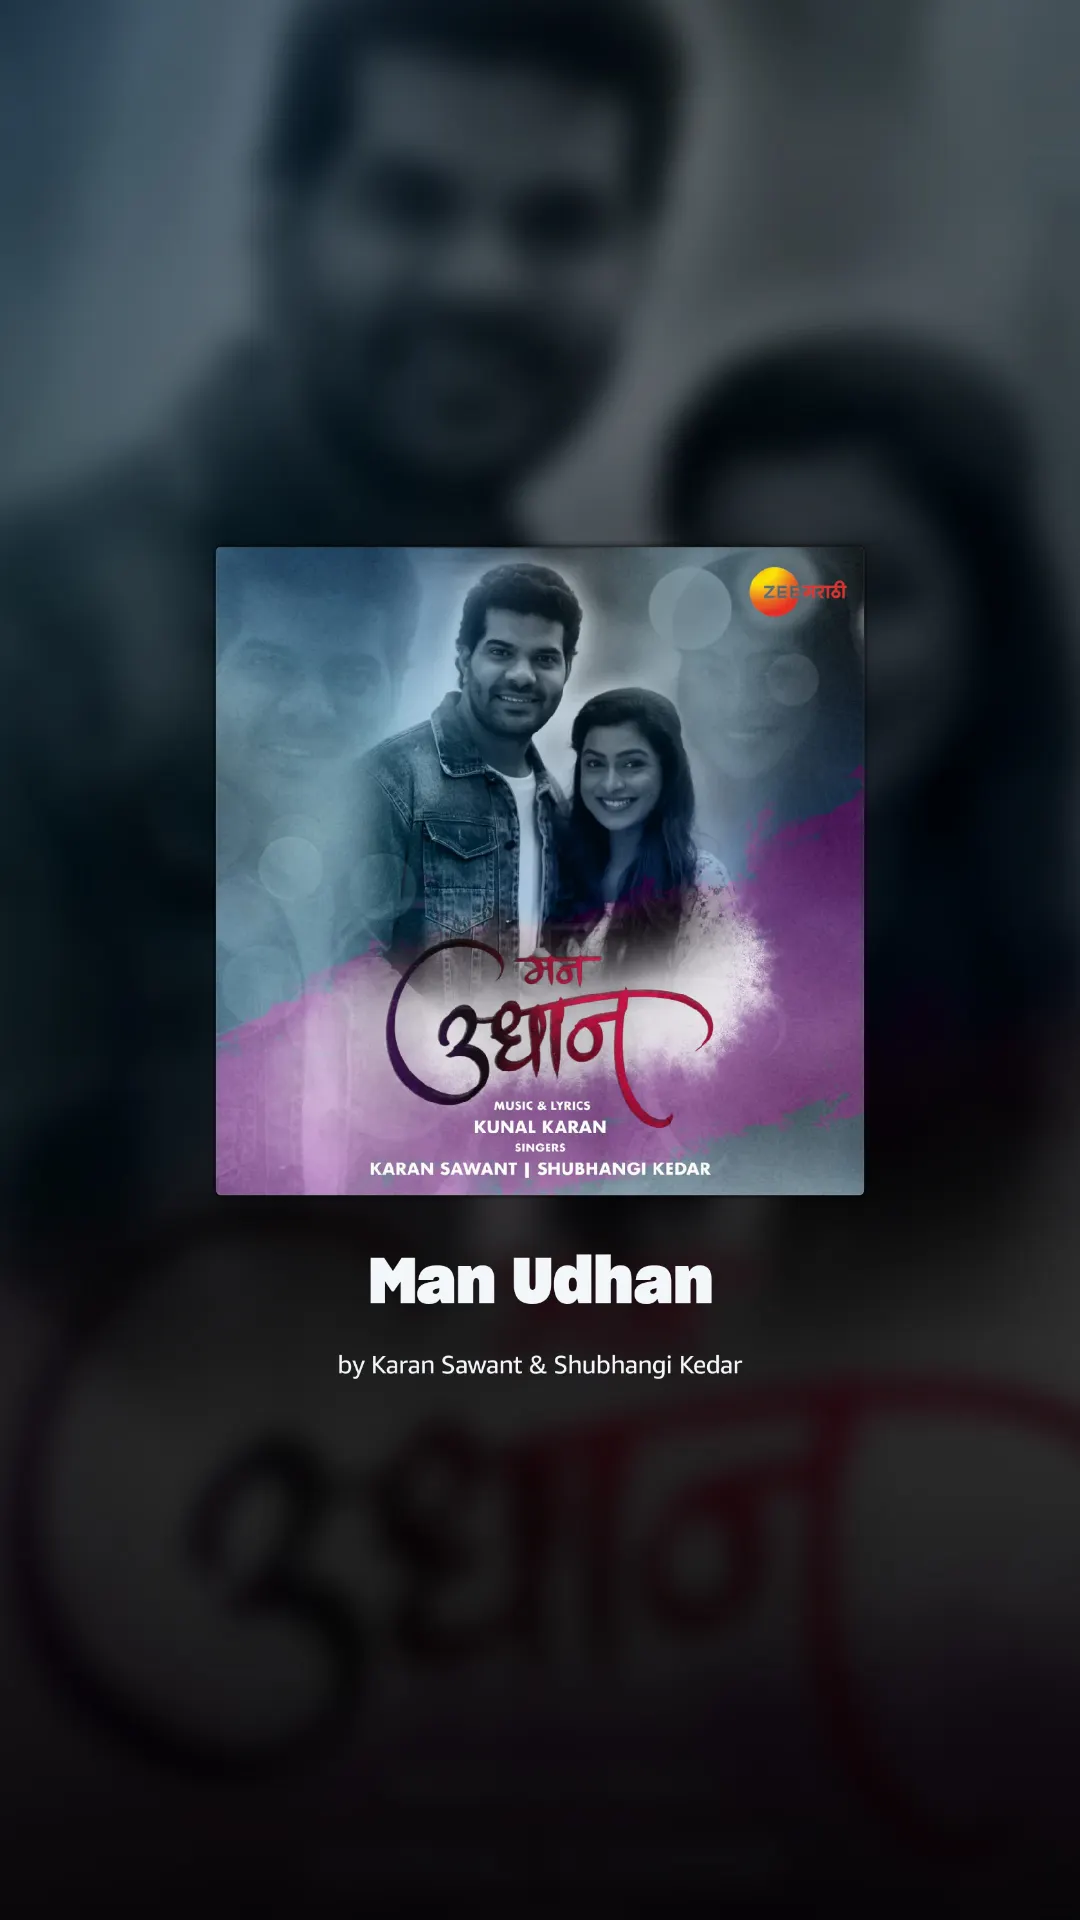 ZEE मराठी
मन
उधान
MUSIC & LYRICS
KUNAL KARAN
SINGERS
KARAN SAWANT | SHUBHANGI KEDAR
Man Udhan
by Karan Sawant & Shubhangi Kedar